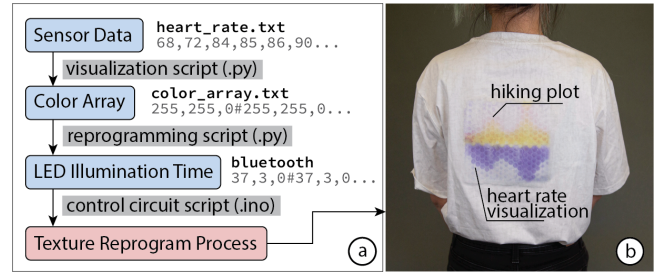 Sensor Data
heart_rate.txt
68,72,84,85,86,90...
visualization script (.py)
Color Array
color_array.txt
255,255,0#255,255,0...
reprogramming script (.py)
LED Illumination Time
bluetooth
37,3,0#37,3,0...
control circuit script (.ino)
Texture Reprogram Process
a
hiking plot
heart rate
visualization
b